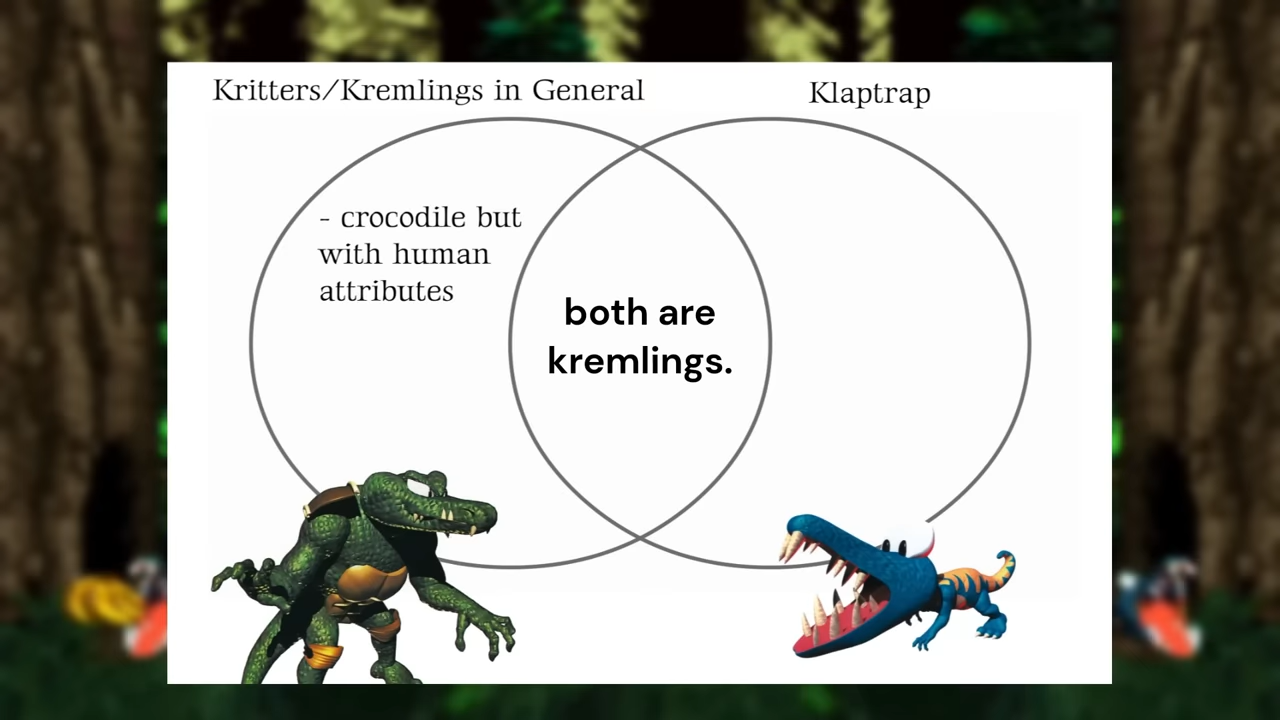 Kritters/Kremlings in General
Klaptrap
- crocodile but
with human
attributes
both are
kremlings.